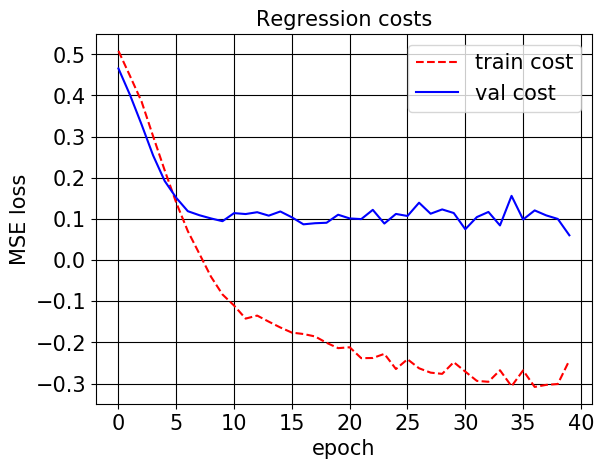 Regression costs
train cost
val cost
MSE loss
0.5
0.4
0.3
0.2
0.1
0.0
−0.1
−0.2
−0.3
0 5 10 15 20 25 30 35 40
epoch